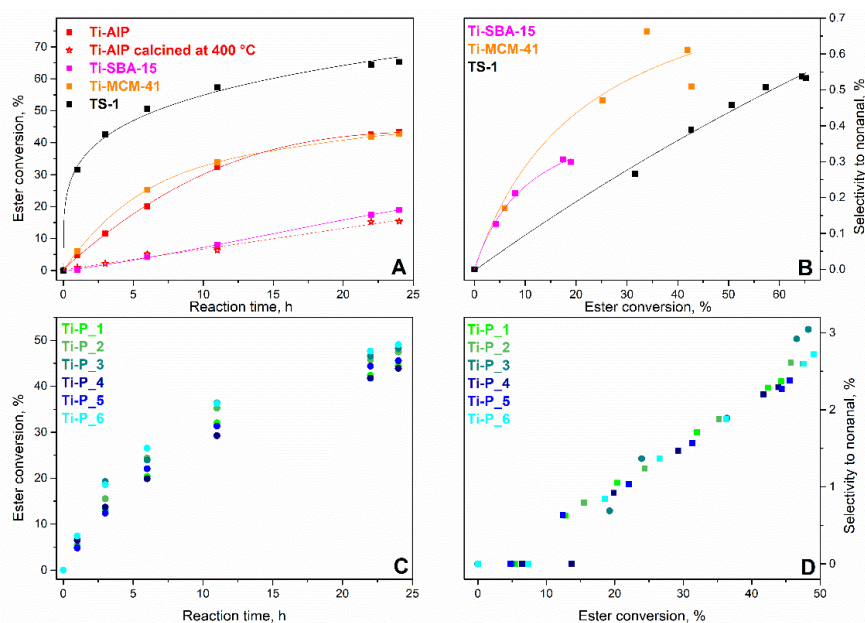 Ti-AIP
Ti-AIP calcined at 400 °C
Ti-SBA-15
Ti-MCM-41
TS-1
Ester conversion, %
70
60
50
40
30
20
10
0
0
5
10
15
20
25
Reaction time, h
A
Ti-SBA-15
Ti-MCM-41
TS-1
0.7
0.6
0.5
0.4
0.3
0.2
0.1
0.0
Selectivity to nonanal, %
0
10
20
30
40
50
60
Ester conversion, %
B
Ti-P_1
Ti-P_2
Ti-P_3
Ti-P_4
Ti-P_5
Ti-P_6
Ester conversion, %
50
40
30
20
10
0
0
5
10
15
20
25
Reaction time, h
C
Ti-P_1
Ti-P_2
Ti-P_3
Ti-P_4
Ti-P_5
Ti-P_6
3
2
1
0
Selectivity to nonanal, %
0
10
20
30
40
50
Ester conversion, %
D